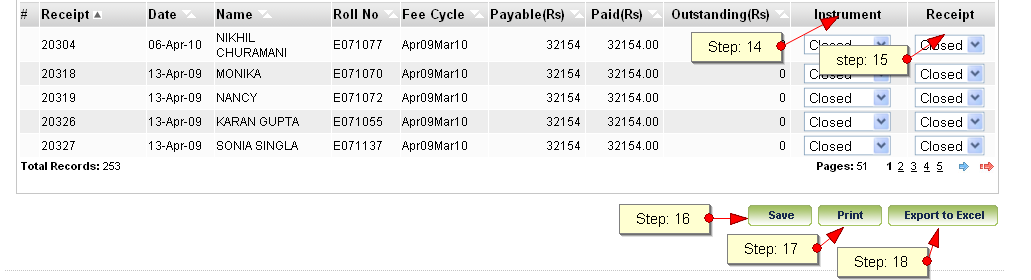 # Receipt Date Name Roll No Fee Cycle Payable(Rs) Paid(Rs) Outstanding(Rs) Instrument Receipt
20304 06-Apr-10 NIKHIL CHURAMANI E071077 Apr09Mar10 32154 32154.00 0 Closed Closed
Step: 14
step: 15
20318 13-Apr-09 MONIKA E071070 Apr09Mar10 32154 32154.00 0 Closed Closed
20319 13-Apr-09 NANCY E071072 Apr09Mar10 32154 32154.00 0 Closed Closed
20326 13-Apr-09 KARAN GUPTA E071055 Apr09Mar10 32154 32154.00 0 Closed Closed
20327 13-Apr-09 SONIA SINGLA E071137 Apr09Mar10 32154 32154.00 0 Closed Closed
Total Records: 253 Pages: 51 1 2 3 4 5
Step: 16 Save Print Export to Excel
Step: 17
Step: 18